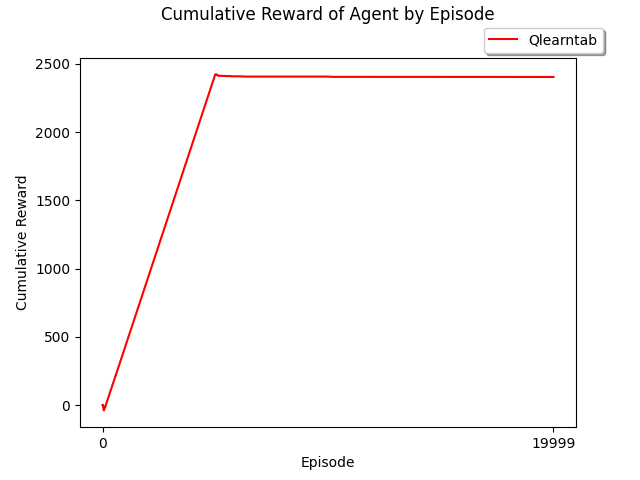 Cumulative Reward of Agent by Episode
Qlearntab
2500
2000
1500
1000
500
0
Cumulative Reward
0
19999
Episode